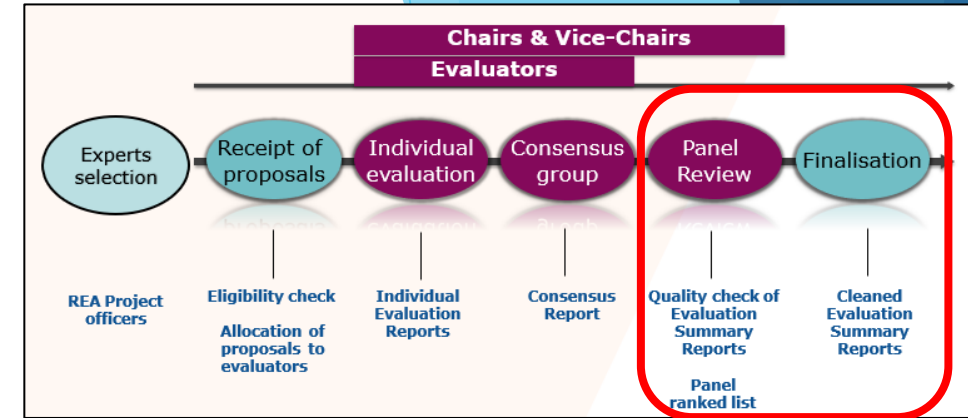 Chairs & Vice-Chairs
Evaluators
Experts
selection
Receipt of
proposals
Individual
evaluation
Consensus
group
Panel
Review
Finalisation
REA Project
officers
Eligibility check
Allocation of
proposals to
evaluators
Individual
Evaluation
Reports
Consensus
Report
Quality check of
Evaluation
Summary
Reports
Panel
ranked list
Cleaned
Evaluation
Summary
Reports